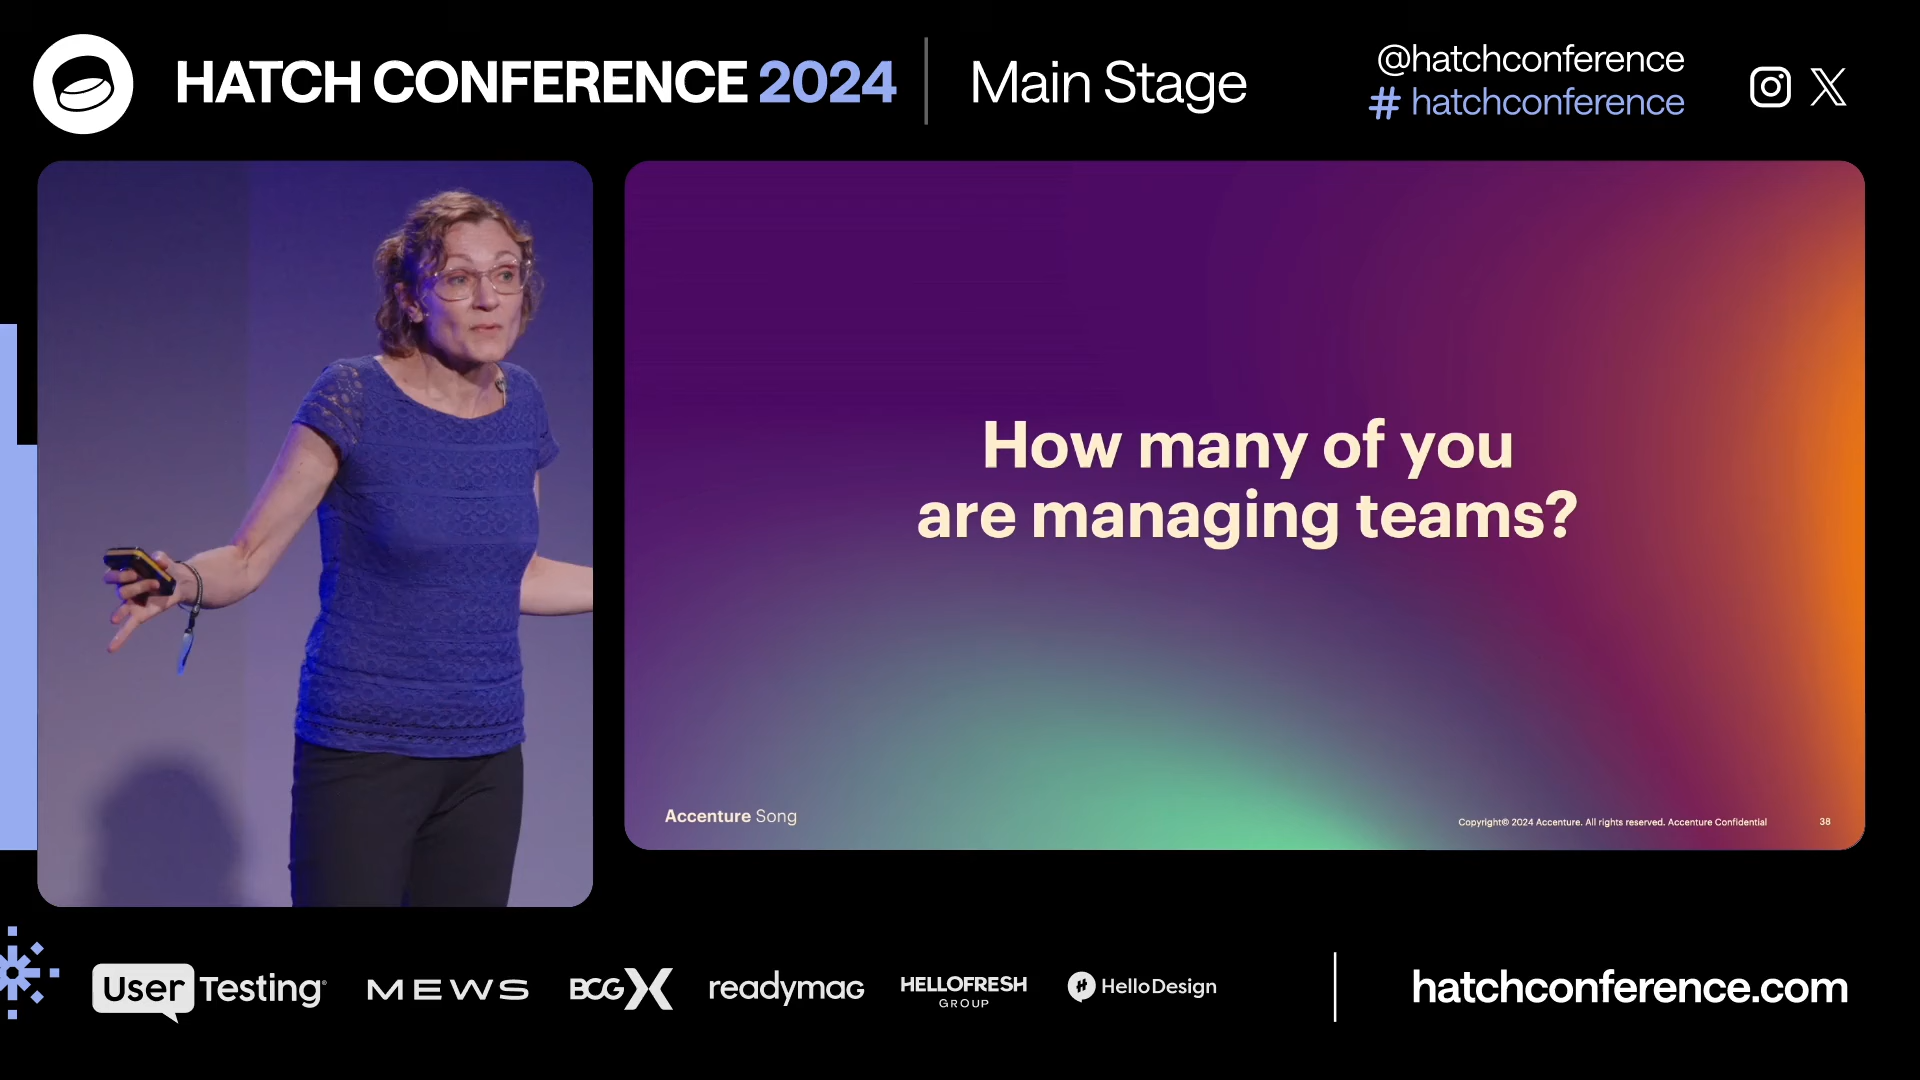 HATCH CONFERENCE 2024
Main Stage
@hatchconference
# hatchconference
How many of you
are managing teams?
Accenture Song
Copyright© 2024 Accenture. All rights reserved. Accenture Confidential
38
UserTesting
MEWS
BCG X
readymag
HELLOFRESH
GROUP
HelloDesign
hatchconference.com